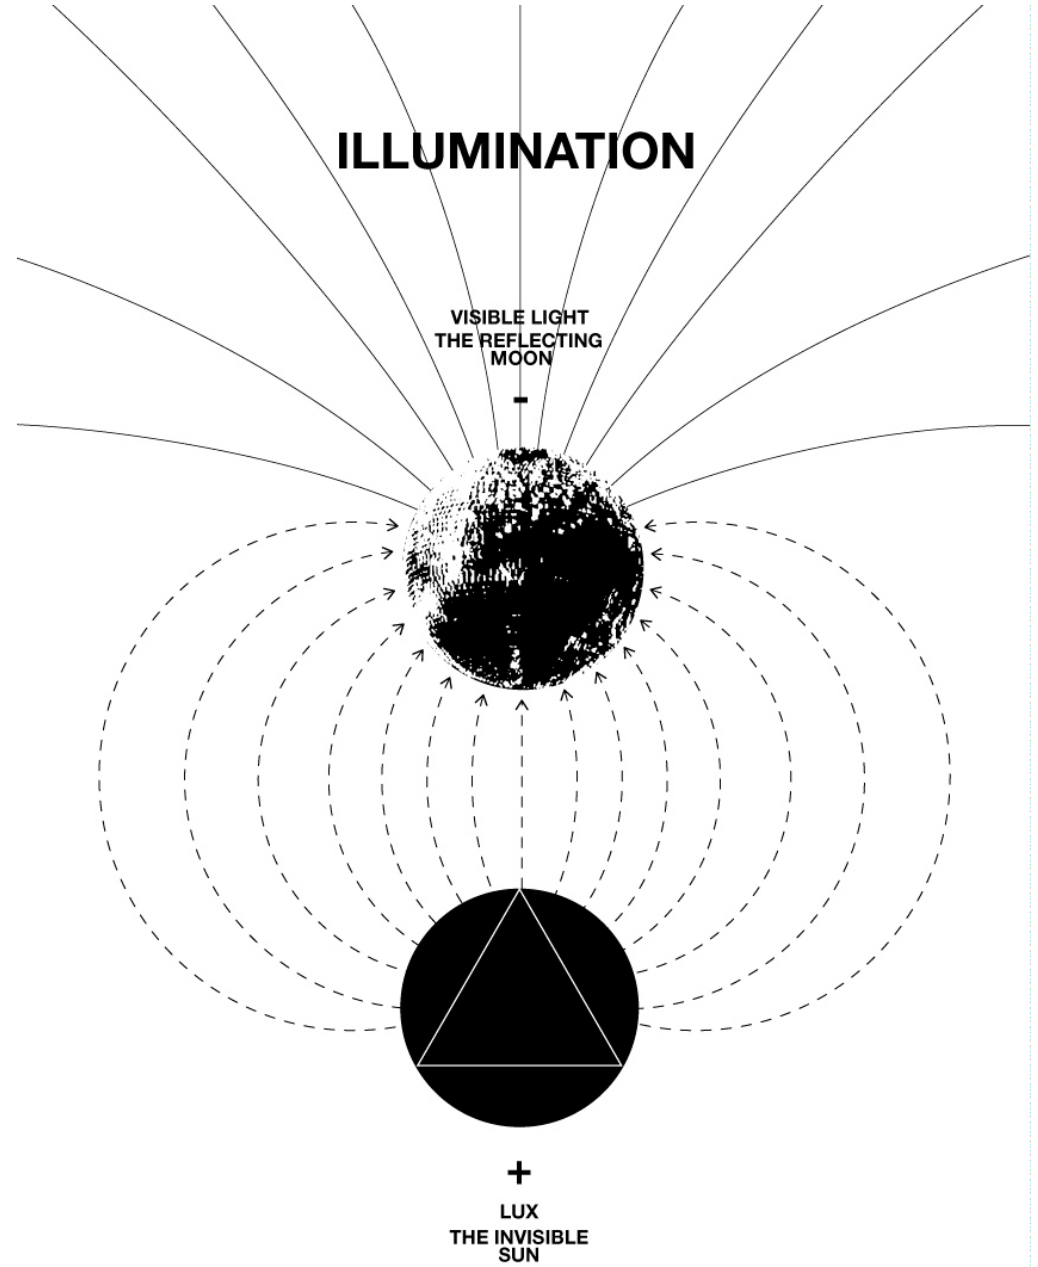 ILLUMINATION
VISIBLE LIGHT
THE REFLECTING
MOON
-
+
LUX
THE INVISIBLE
SUN